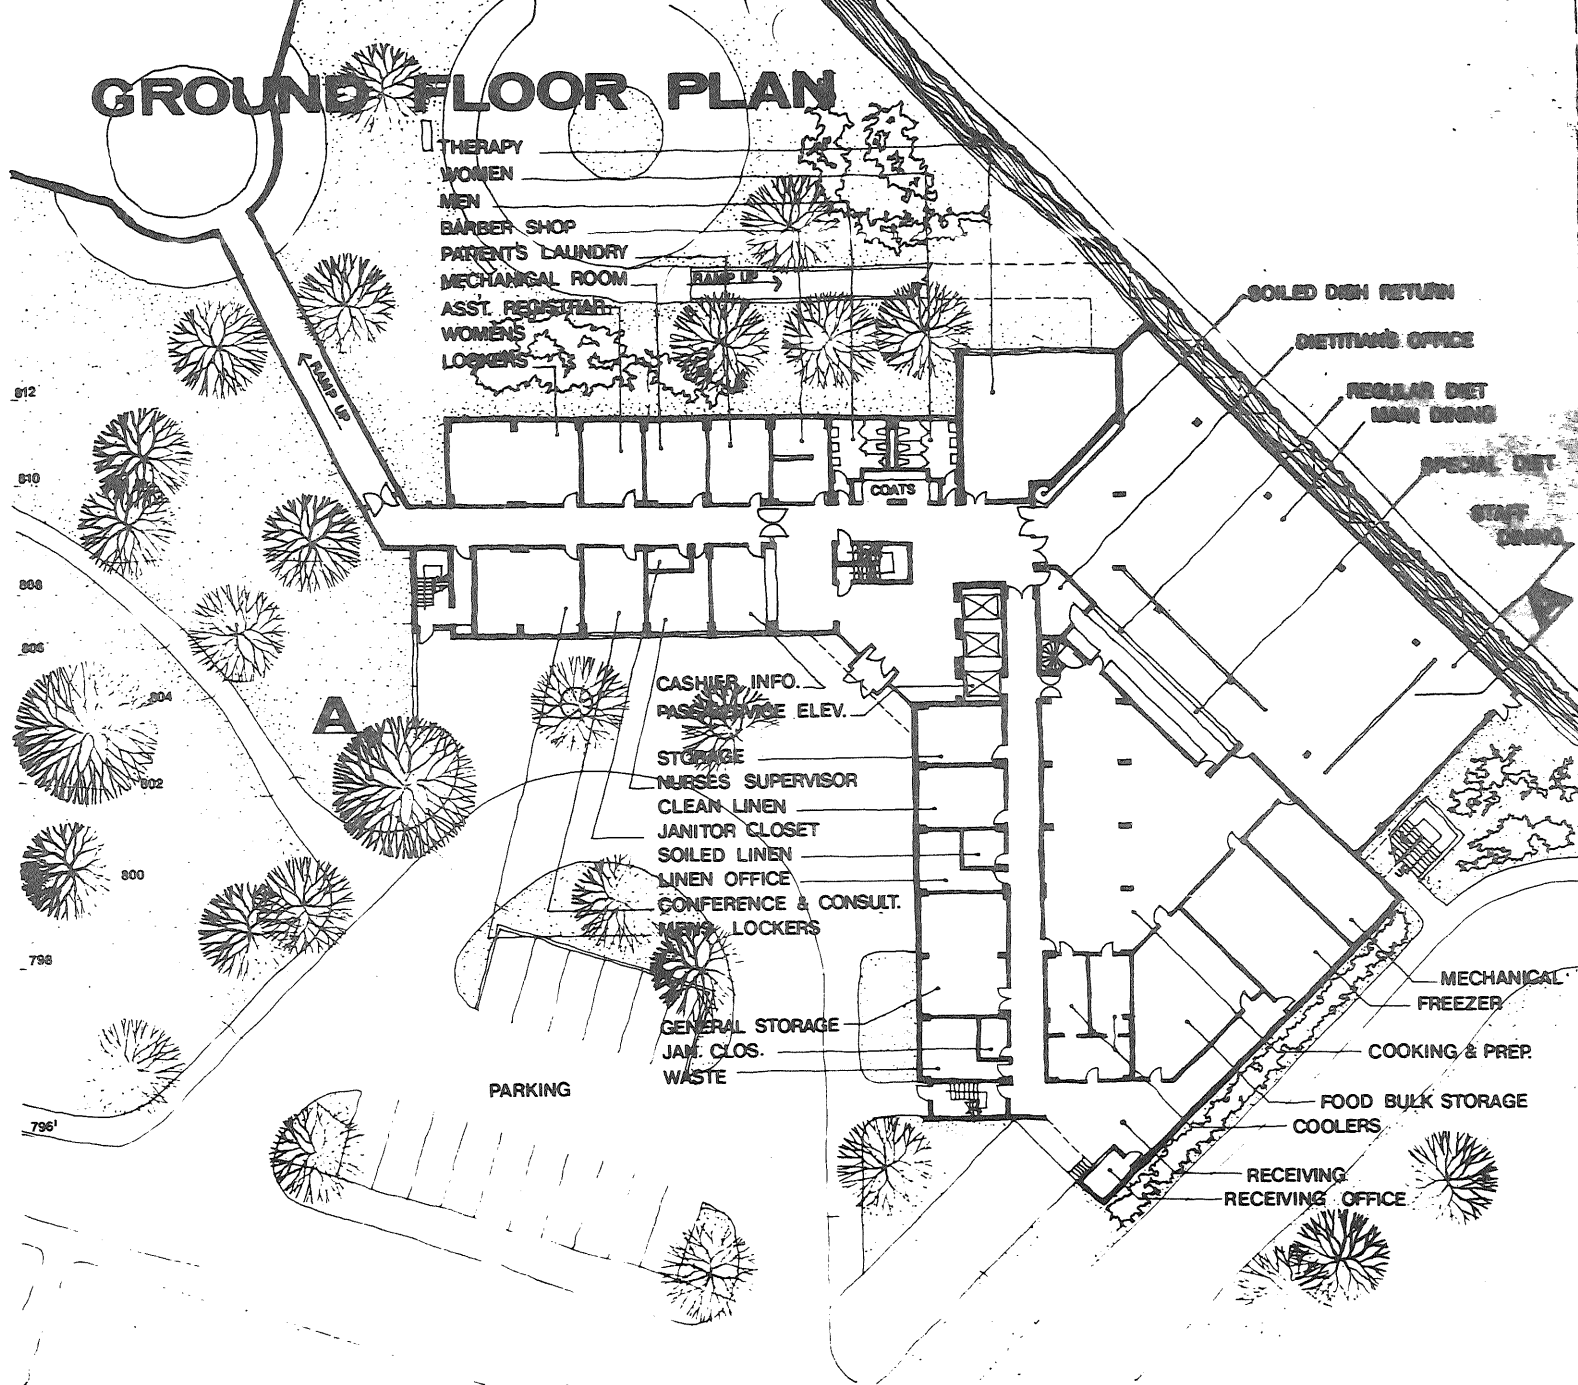 GROUND FLOOR PLAN
THERAPY
WOMEN
MEN
BARBER SHOP
PATIENT'S LAUNDRY
MECHANICAL ROOM
RAMP UP
ASST. REGISTRAR
WOMENS
LOCKERS
RAMP UP
COATS
SOILED DISH RETURN
DIETITIAN'S OFFICE
REGULAR DIET
MAIN DINING
SPECIAL DIET
STAFF
DINING
A
812
810
808
806
804
802
800
798
796'
A
CASHIER INFO.
ELEV.
STORAGE
NURSES SUPERVISOR
CLEAN LINEN
JANITOR CLOSET
SOILED LINEN
LINEN OFFICE
CONFERENCE & CONSULT.
MENS LOCKERS
GENERAL STORAGE
JAN. CLOS.
WASTE
PARKING
MECHANICAL
FREEZER
COOKING & PREP.
FOOD BULK STORAGE
COOLERS
RECEIVING
RECEIVING OFFICE